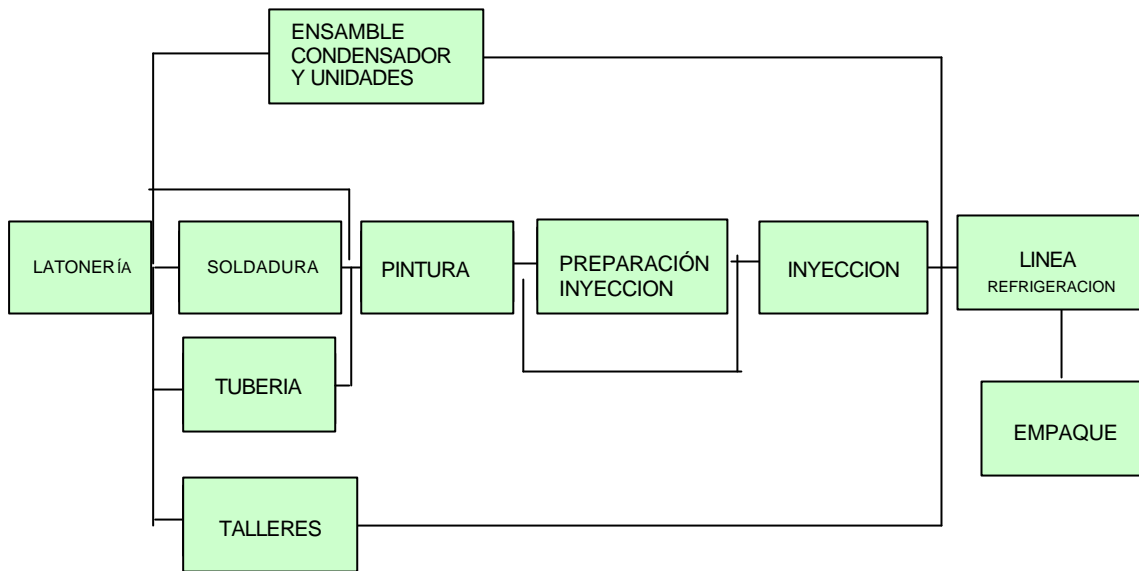 ENSAMBLE
CONDENSADOR
Y UNIDADES
LATONERÍA
SOLDADURA
PINTURA
PREPARACIÓN
INYECCION
INYECCION
LINEA
REFRIGERACION
TUBERIA
EMPAQUE
TALLERES